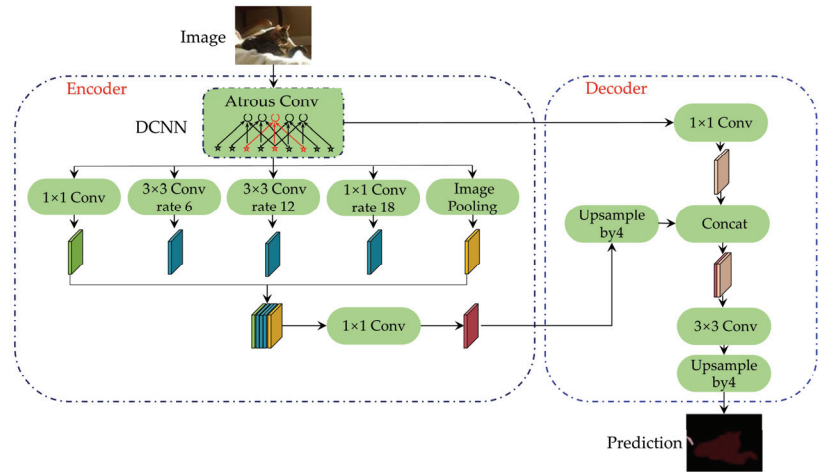 Image
Encoder
Decoder
DCNN
Atrous Conv
1×1 Conv
1×1 Conv
3×3 Conv
rate 6
3×3 Conv
rate 12
1×1 Conv
rate 18
Image
Pooling
Upsample
by4
Concat
1×1 Conv
3×3 Conv
Upsample
by4
Prediction